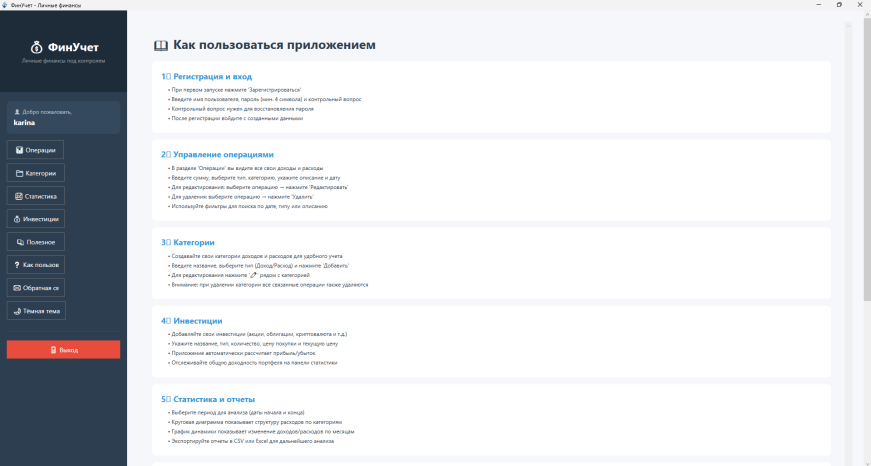 ФинУчет - Личные финансы
ФинУчет
Личные финансы под контролем
Добро пожаловать,
karina
Операции
Категории
Статистика
Инвестиции
Полезное
? Как пользов
Обратная св
Тёмная тема
Выход
Как пользоваться приложением
1 Регистрация и вход
• При первом запуске нажмите 'Зарегистрироваться'
• Введите имя пользователя, пароль (мин. 4 символа) и контрольный вопрос
• Контрольный вопрос нужен для восстановления пароля
• После регистрации войдите с созданными данными
2 Управление операциями
• В разделе 'Операции' вы видите все свои доходы и расходы
• Введите сумму, выберите тип, категорию, укажите описание и дату
• Для редактирования: выберите операцию → нажмите 'Редактировать'
• Для удаления: выберите операцию → нажмите 'Удалить'
• Используйте фильтры для поиска по дате, типу или описанию
3 Категории
• Создавайте свои категории доходов и расходов для удобного учета
• Введите название, выберите тип (Доход/Расход) и нажмите 'Добавить'
• Для редактирования нажмите '🖉' рядом с категорией
• Внимание: при удалении категории все связанные операции также удаляются
4 Инвестиции
• Добавляйте свои инвестиции (акции, облигации, криптовалюта и т.д.)
• Укажите название, тип, количество, цену покупки и текущую цену
• Приложение автоматически рассчитает прибыль/убыток
• Отслеживайте общую доходность портфеля на панели статистики
5 Статистика и отчеты
• Выберите период для анализа (даты начала и конца)
• Круговая диаграмма показывает структуру расходов по категориям
• График динамики показывает изменение доходов/расходов по месяцам
• Экспортируйте отчеты в CSV или Excel для дальнейшего анализа